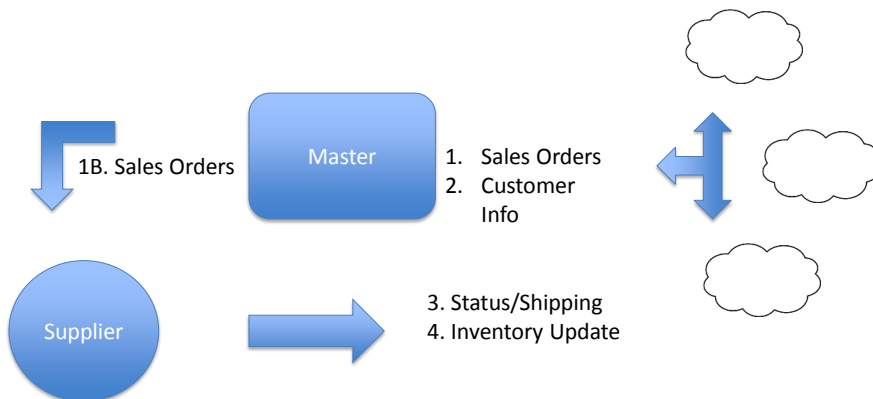 Master
1. Sales Orders
2. Customer
Info
1B. Sales Orders
Supplier
3. Status/Shipping
4. Inventory Update